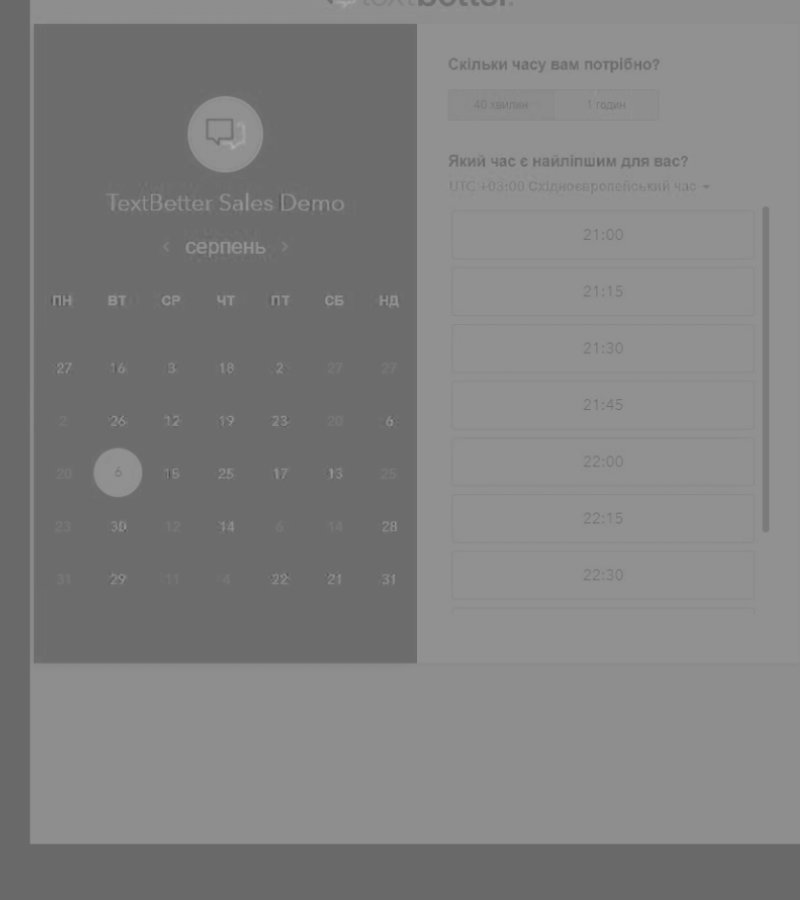 textbetter.
TextBetter Sales Demo
‹ серпень ›
ПН ВТ СР ЧТ ПТ СБ НД
27 16 3 18 2 27 27
2 26 12 19 23 20 6
20 6 15 25 17 13 25
23 30 12 14 6 14 28
31 29 11 4 22 21 31
Скільки часу вам потрібно?
40 хвилин 1 годин
Який час є найліпшим для вас?
UTC +03:00 Східноєвропейський час
21:00
21:15
21:30
21:45
22:00
22:15
22:30